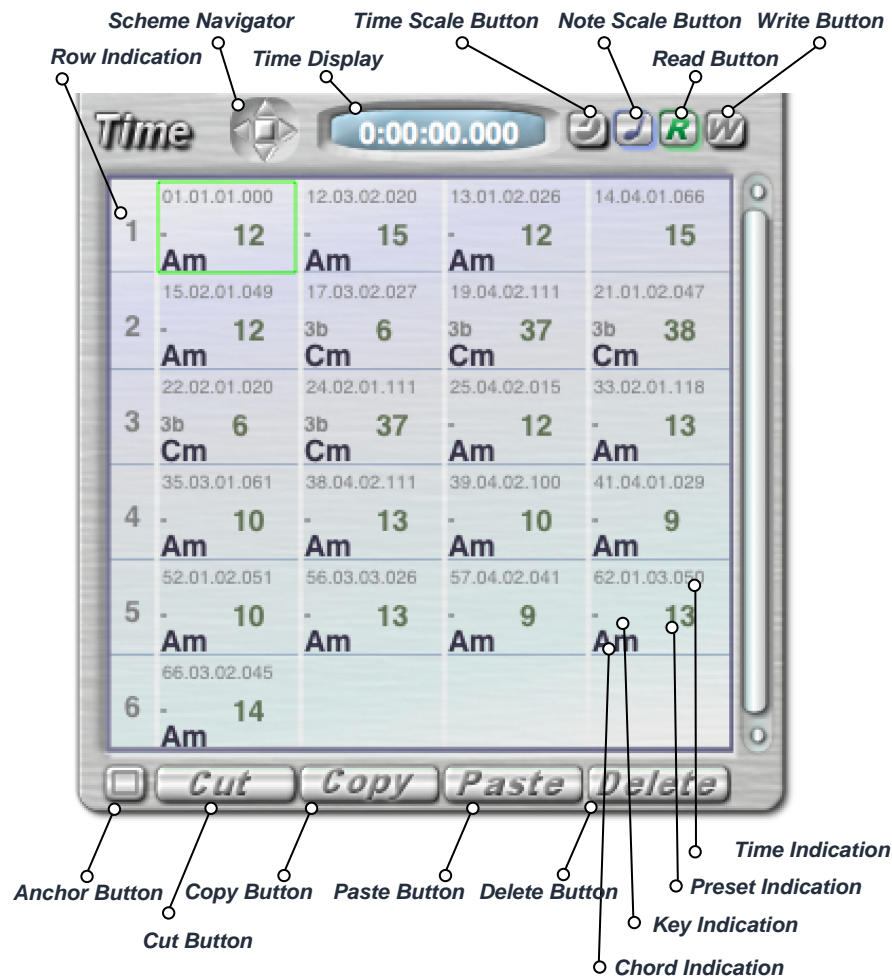 Scheme Navigator
Time Scale Button
Note Scale Button
Write Button
Row Indication
Time Display
Read Button
Time
0:00:00.000
R
W
01.01.01.000 12.03.02.020 13.01.02.026 14.04.01.066
1 - 12 - 15 - 12 15
Am Am Am
15.02.01.049 17.03.02.027 19.04.02.111 21.01.02.047
2 - 12 3b 6 3b 37 3b 38
Am Cm Cm Cm
22.02.01.020 24.02.01.111 25.04.02.015 33.02.01.118
3 3b 6 3b 37 - 12 - 13
Cm Cm Am Am
35.03.01.061 38.04.02.111 39.04.02.100 41.04.01.029
4 - 10 - 13 - 10 - 9
Am Am Am Am
52.01.02.051 56.03.03.026 57.04.02.041 62.01.03.050
5 - 10 - 13 - 9 - 13
Am Am Am Am
66.03.02.045
6 - 14
Am
Cut Copy Paste Delete
Time Indication
Anchor Button Copy Button Paste Button Delete Button
Preset Indication
Key Indication
Cut Button
Chord Indication